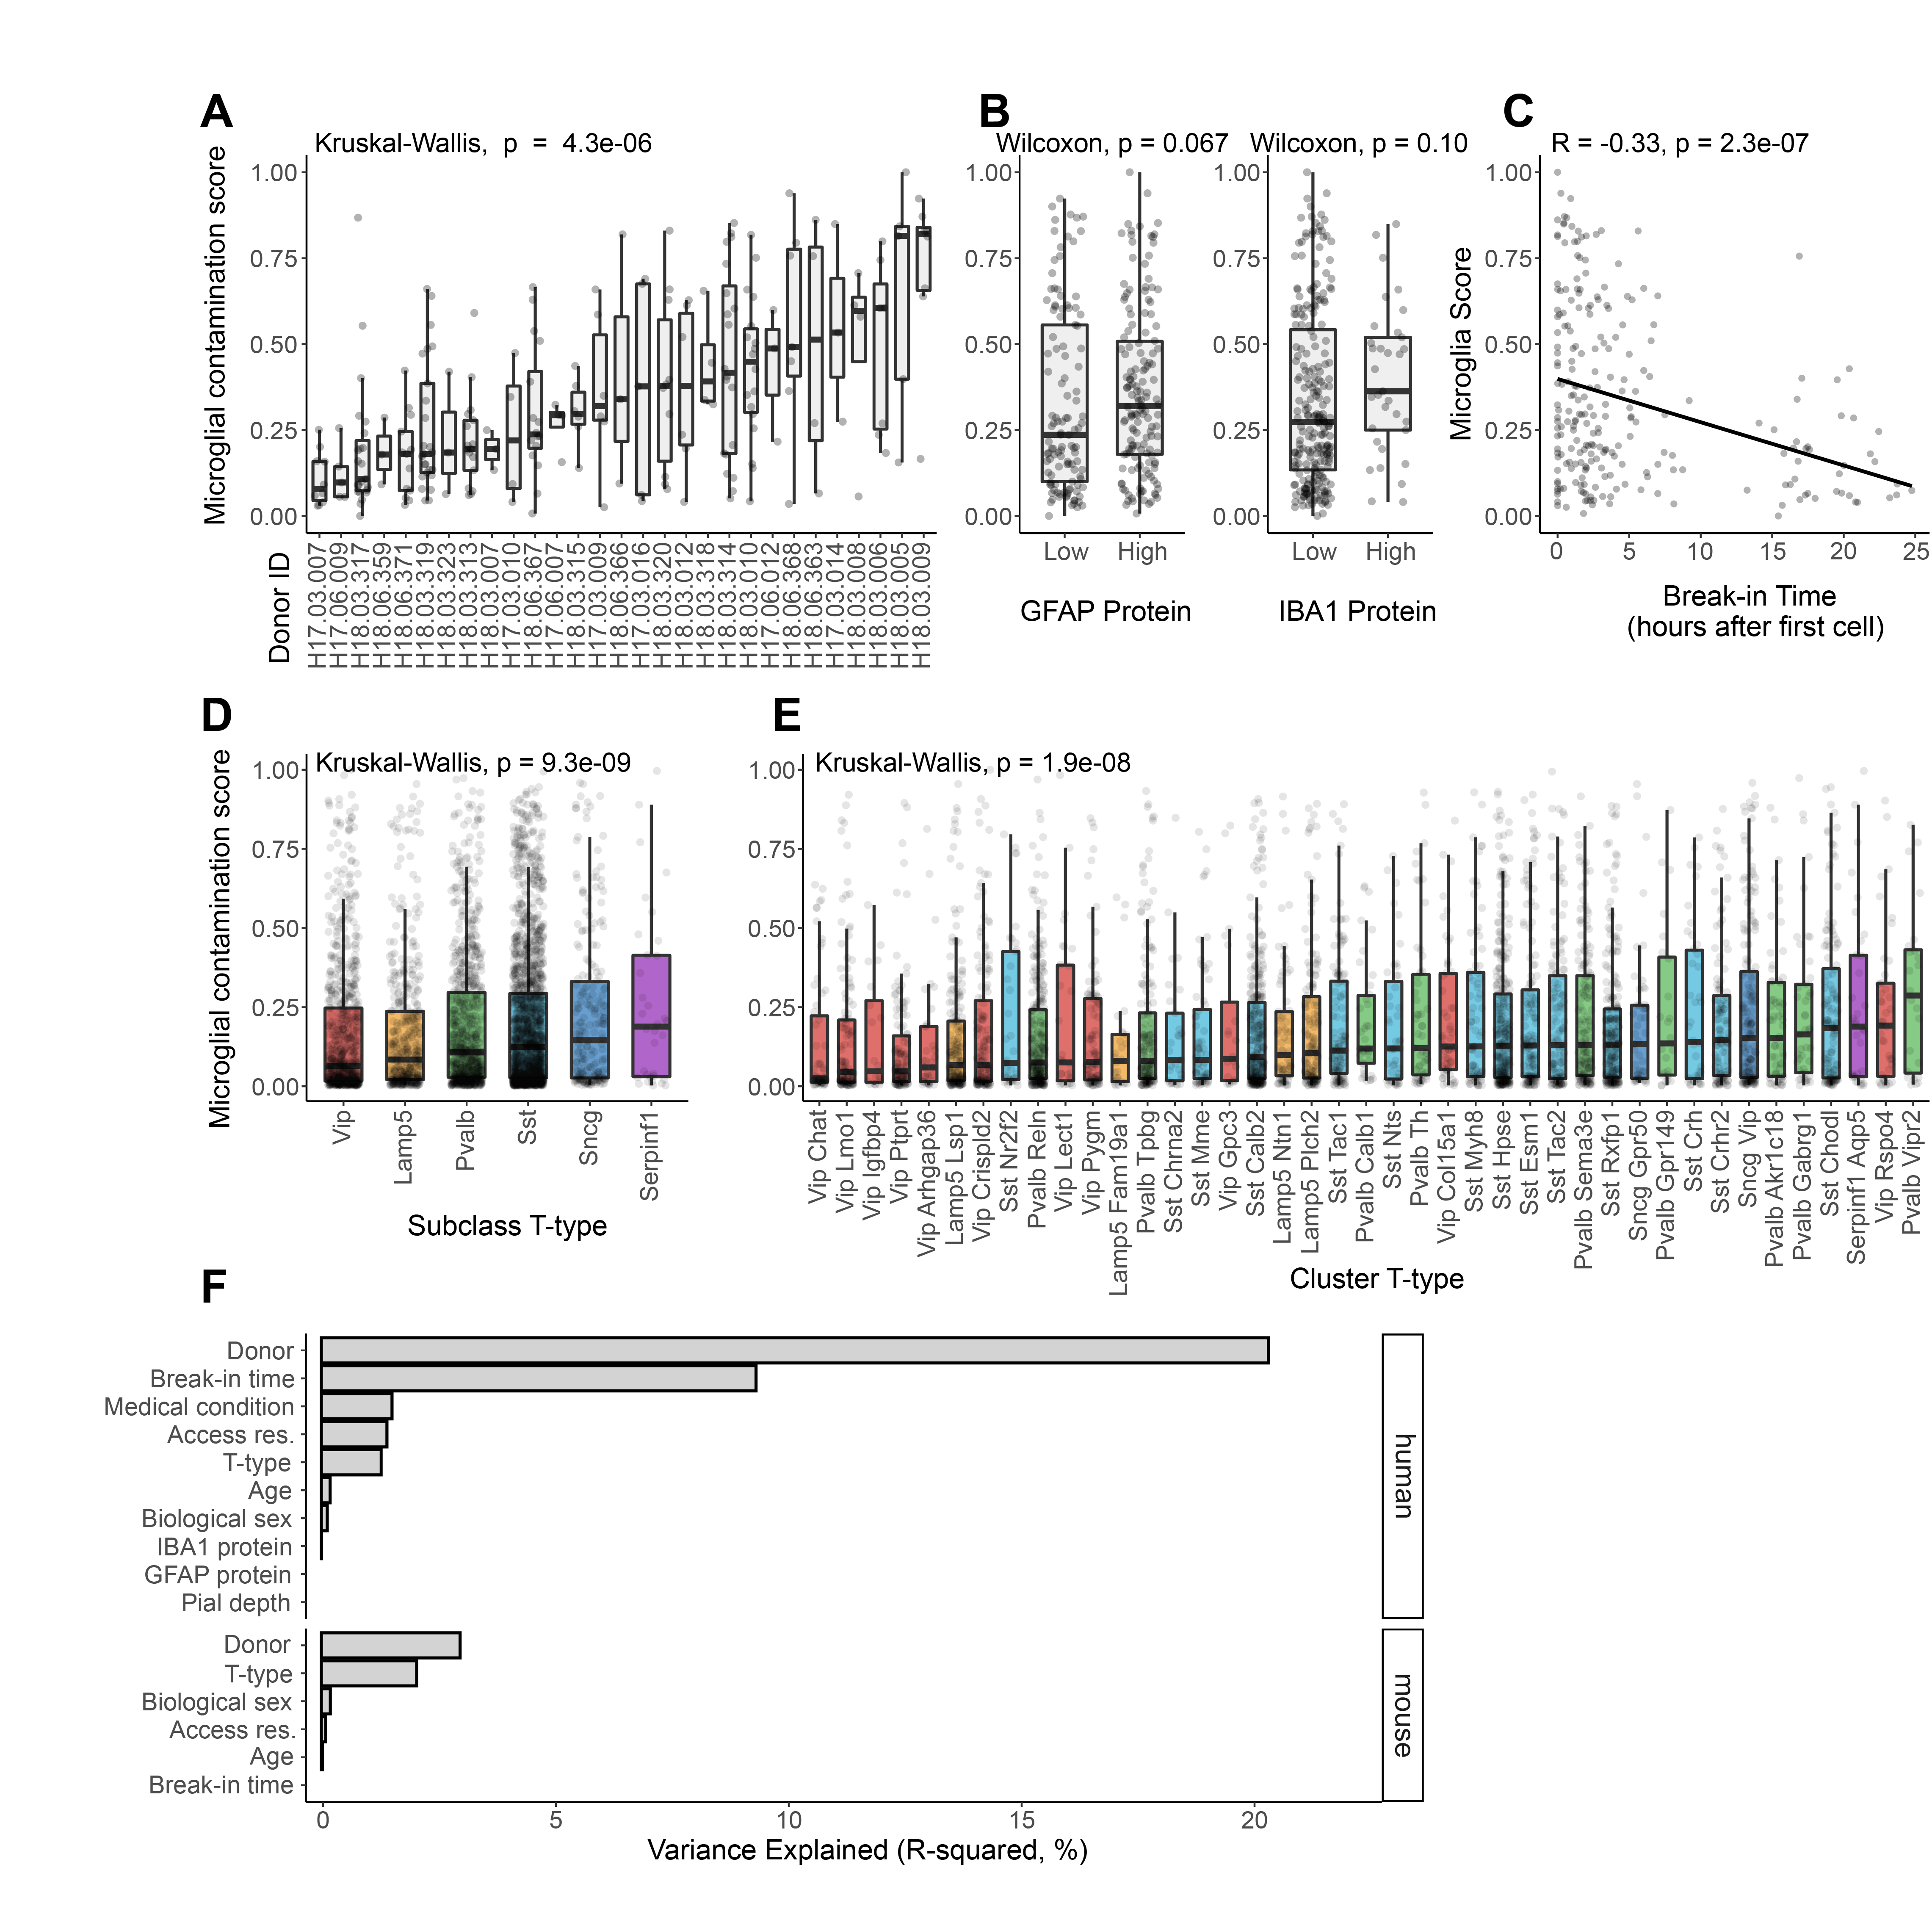 A
Kruskal-Wallis, p = 4.3e-06
Microglial contamination score
1.00
0.75
0.50
0.25
0.00
Donor ID
H17.03.007
H17.06.009
H18.03.317
H18.06.359
H18.06.371
H18.03.319
H18.03.323
H18.03.313
H18.03.007
H17.03.010
H18.06.367
H17.06.007
H18.03.315
H17.03.009
H18.06.366
H17.03.016
H18.03.320
H18.03.012
H18.03.318
H18.03.314
H18.03.010
H17.06.012
H18.06.368
H18.06.363
H17.03.014
H18.03.008
H18.03.006
H18.03.005
H18.03.009
B
Wilcoxon, p = 0.067
1.00
0.75
0.50
0.25
0.00
Low
High
GFAP Protein
Wilcoxon, p = 0.10
1.00
0.75
0.50
0.25
0.00
Low
High
IBA1 Protein
C
R = -0.33, p = 2.3e-07
Microglia Score
1.00
0.75
0.50
0.25
0.00
0
5
10
15
20
25
Break-in Time
(hours after first cell)
D
Kruskal-Wallis, p = 9.3e-09
Microglial contamination score
1.00
0.75
0.50
0.25
0.00
Vip
Lamp5
Pvalb
Sst
Sncg
Serpinf1
Subclass T-type
E
Kruskal-Wallis, p = 1.9e-08
1.00
0.75
0.50
0.25
0.00
Vip Chat
Vip Lmo1
Vip Igfbp4
Vip Ptprt
Vip Arhgap36
Lamp5 Lsp1
Vip Crispld2
Sst Nr2f2
Pvalb Reln
Vip Lect1
Vip Pygm
Lamp5 Fam19a1
Pvalb Tpbg
Sst Chrna2
Sst Mme
Vip Gpc3
Sst Calb2
Lamp5 Ntn1
Lamp5 Plch2
Sst Tac1
Pvalb Calb1
Sst Nts
Pvalb Th
Vip Col15a1
Sst Myh8
Sst Hpse
Sst Esm1
Sst Tac2
Pvalb Sema3e
Sst Rxfp1
Sncg Gpr50
Pvalb Gpr149
Sst Crh
Sst Crhr2
Sncg Vip
Pvalb Akr1c18
Pvalb Gabrg1
Sst Chodl
Serpinf1 Aqp5
Vip Rspo4
Pvalb Vipr2
Cluster T-type
F
Donor
Break-in time
Medical condition
Access res.
T-type
Age
Biological sex
IBA1 protein
GFAP protein
Pial depth
human
Donor
T-type
Biological sex
Access res.
Age
Break-in time
mouse
0
5
10
15
20
Variance Explained (R-squared, %)